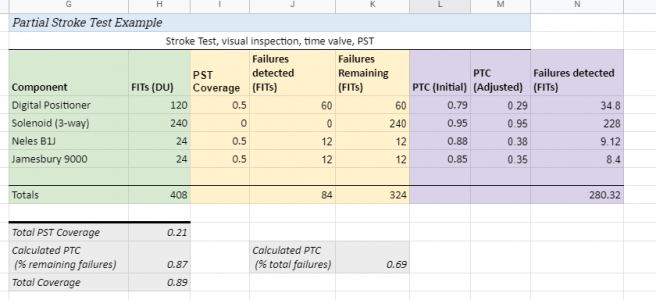 G H I J K L M N
Partial Stroke Test Example
Stroke Test, visual inspection, time valve, PST
Component FITs (DU) PST Coverage Failures detected (FITs) Failures Remaining (FITs) PTC (Initial) PTC (Adjusted) Failures detected (FITs)
Digital Positioner 120 0.5 60 60 0.79 0.29 34.8
Solenoid (3-way) 240 0 0 240 0.95 0.95 228
Neles B1J 24 0.5 12 12 0.88 0.38 9.12
Jamesbury 9000 24 0.5 12 12 0.85 0.35 8.4
Totals 408 84 324 280.32
Total PST Coverage 0.21
Calculated PTC (% remaining failures) 0.87 Calculated PTC (% total failures) 0.69
Total Coverage 0.89